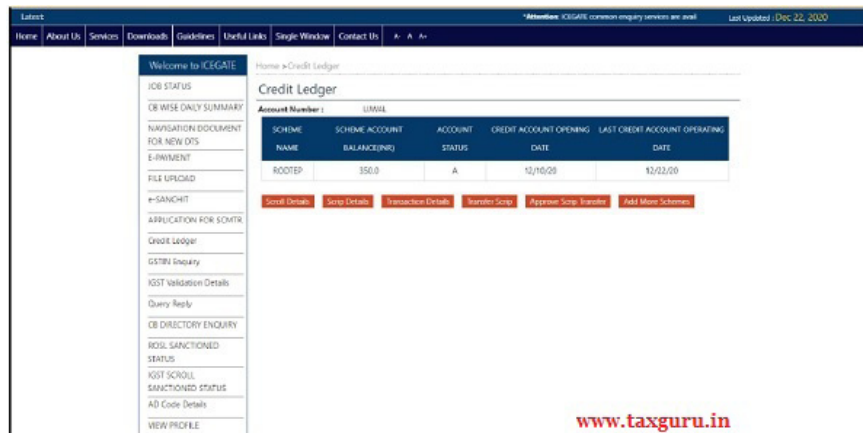 Latest
*Attention: ICEGATE common enquiry services are avail
Last Updated : Dec 22, 2020
Home About Us Services Downloads Guidelines Useful Links Single Window Contact Us A- A A+
Welcome to ICEGATE
JOB STATUS
CB WISE DAILY SUMMARY
NAVIGATION DOCUMENT
FOR NEW OTS
E-PAYMENT
FILE UPLOAD
e-SANCHIT
APPLICATION FOR SCMTR
Credit Ledger
GSTIN Enquiry
IGST Validation Details
Query Reply
CB DIRECTORY ENQUIRY
ROSL SANCTIONED
STATUS
IGST SCROLL
SANCTIONED STATUS
AD Code Details
VIEW PROFILE
Home »Credit Ledger
Credit Ledger
Account Number :
SCHEME NAME
SCHEME ACCOUNT BALANCE(INR)
ACCOUNT STATUS
CREDIT ACCOUNT OPENING DATE
LAST CREDIT ACCOUNT OPERATING DATE
ROOTEP 350.0 A 12/10/20 12/22/20
Scroll Details Scrip Details Transaction Details Transfer Scrip Approve Scrip Transfer Add More Schemes
www.taxguru.in